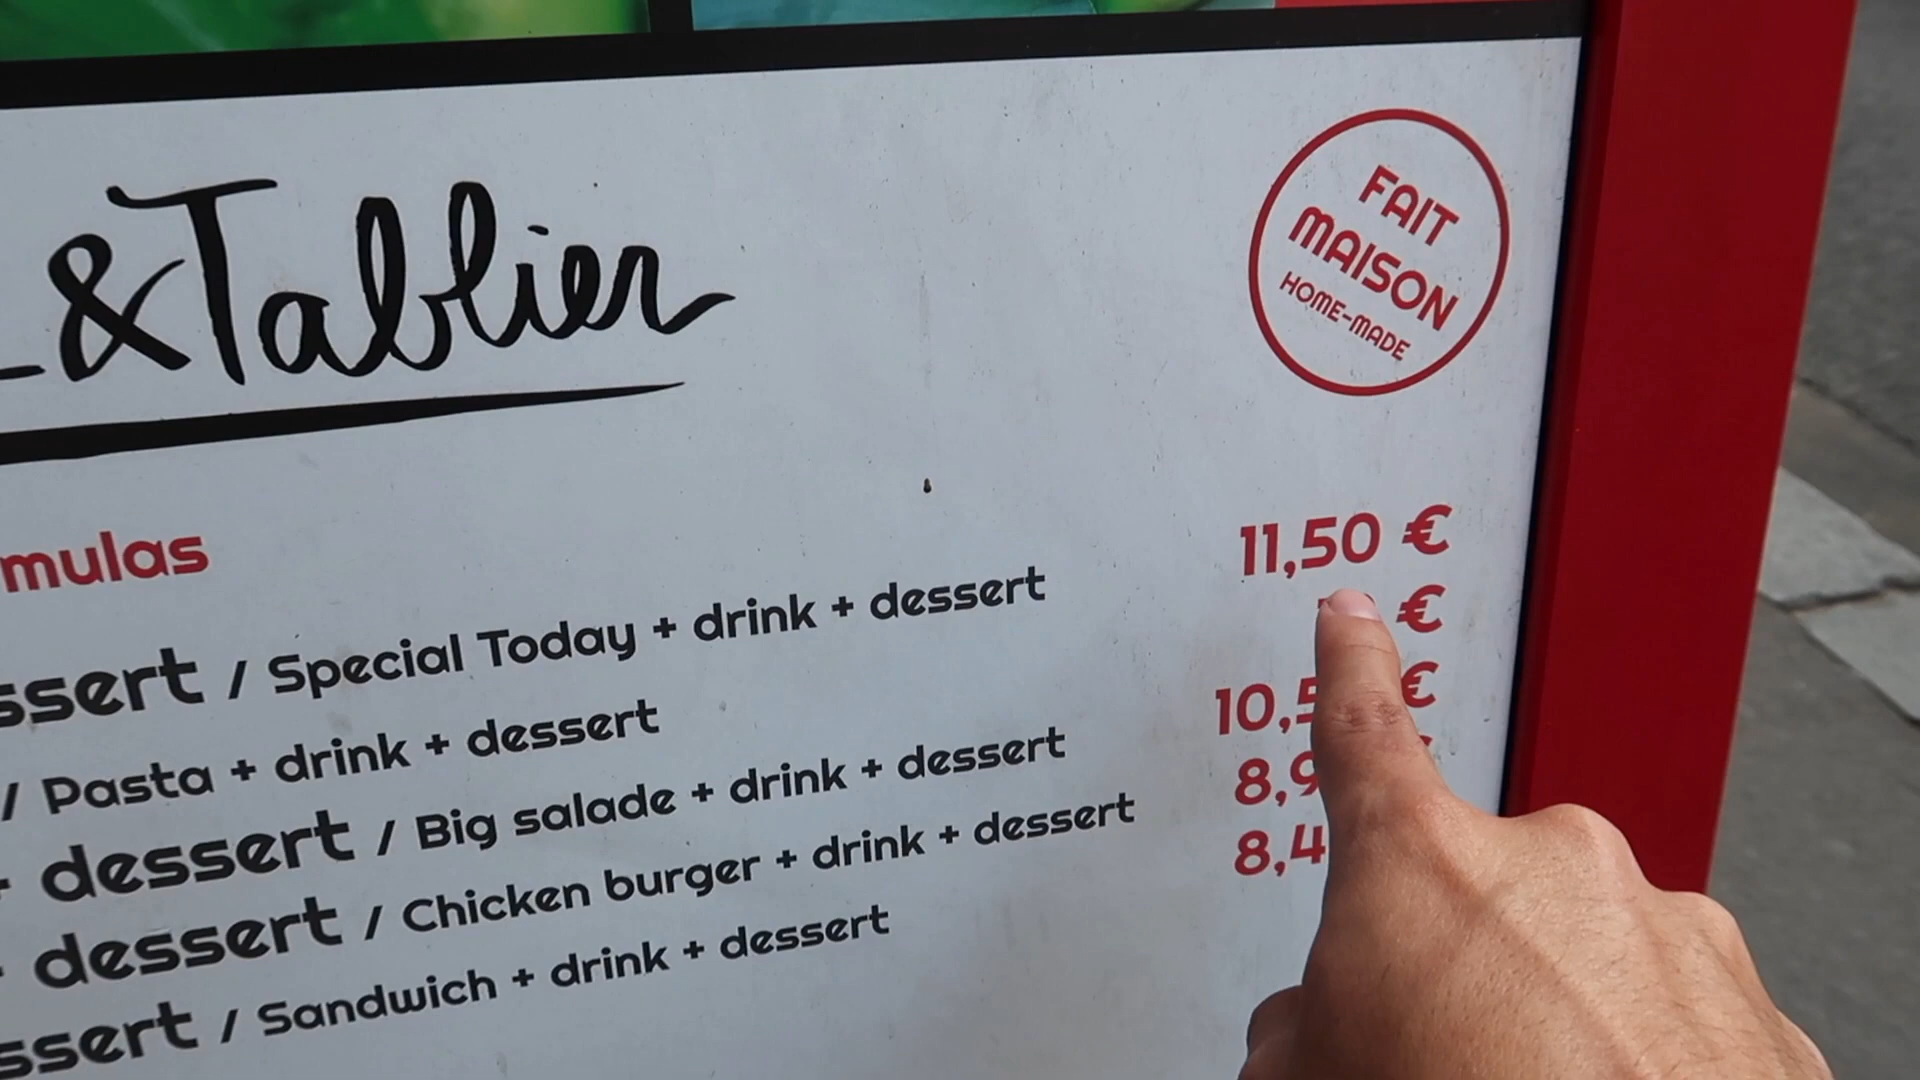 & Tablier
FAIT
MAISON
HOME-MADE
mulas
ssert / Special Today + drink + dessert 11,50 €
/ Pasta + drink + dessert €
+ dessert / Big salade + drink + dessert 10,5 €
+ dessert / Chicken burger + drink + dessert 8,9
ssert / Sandwich + drink + dessert 8,4